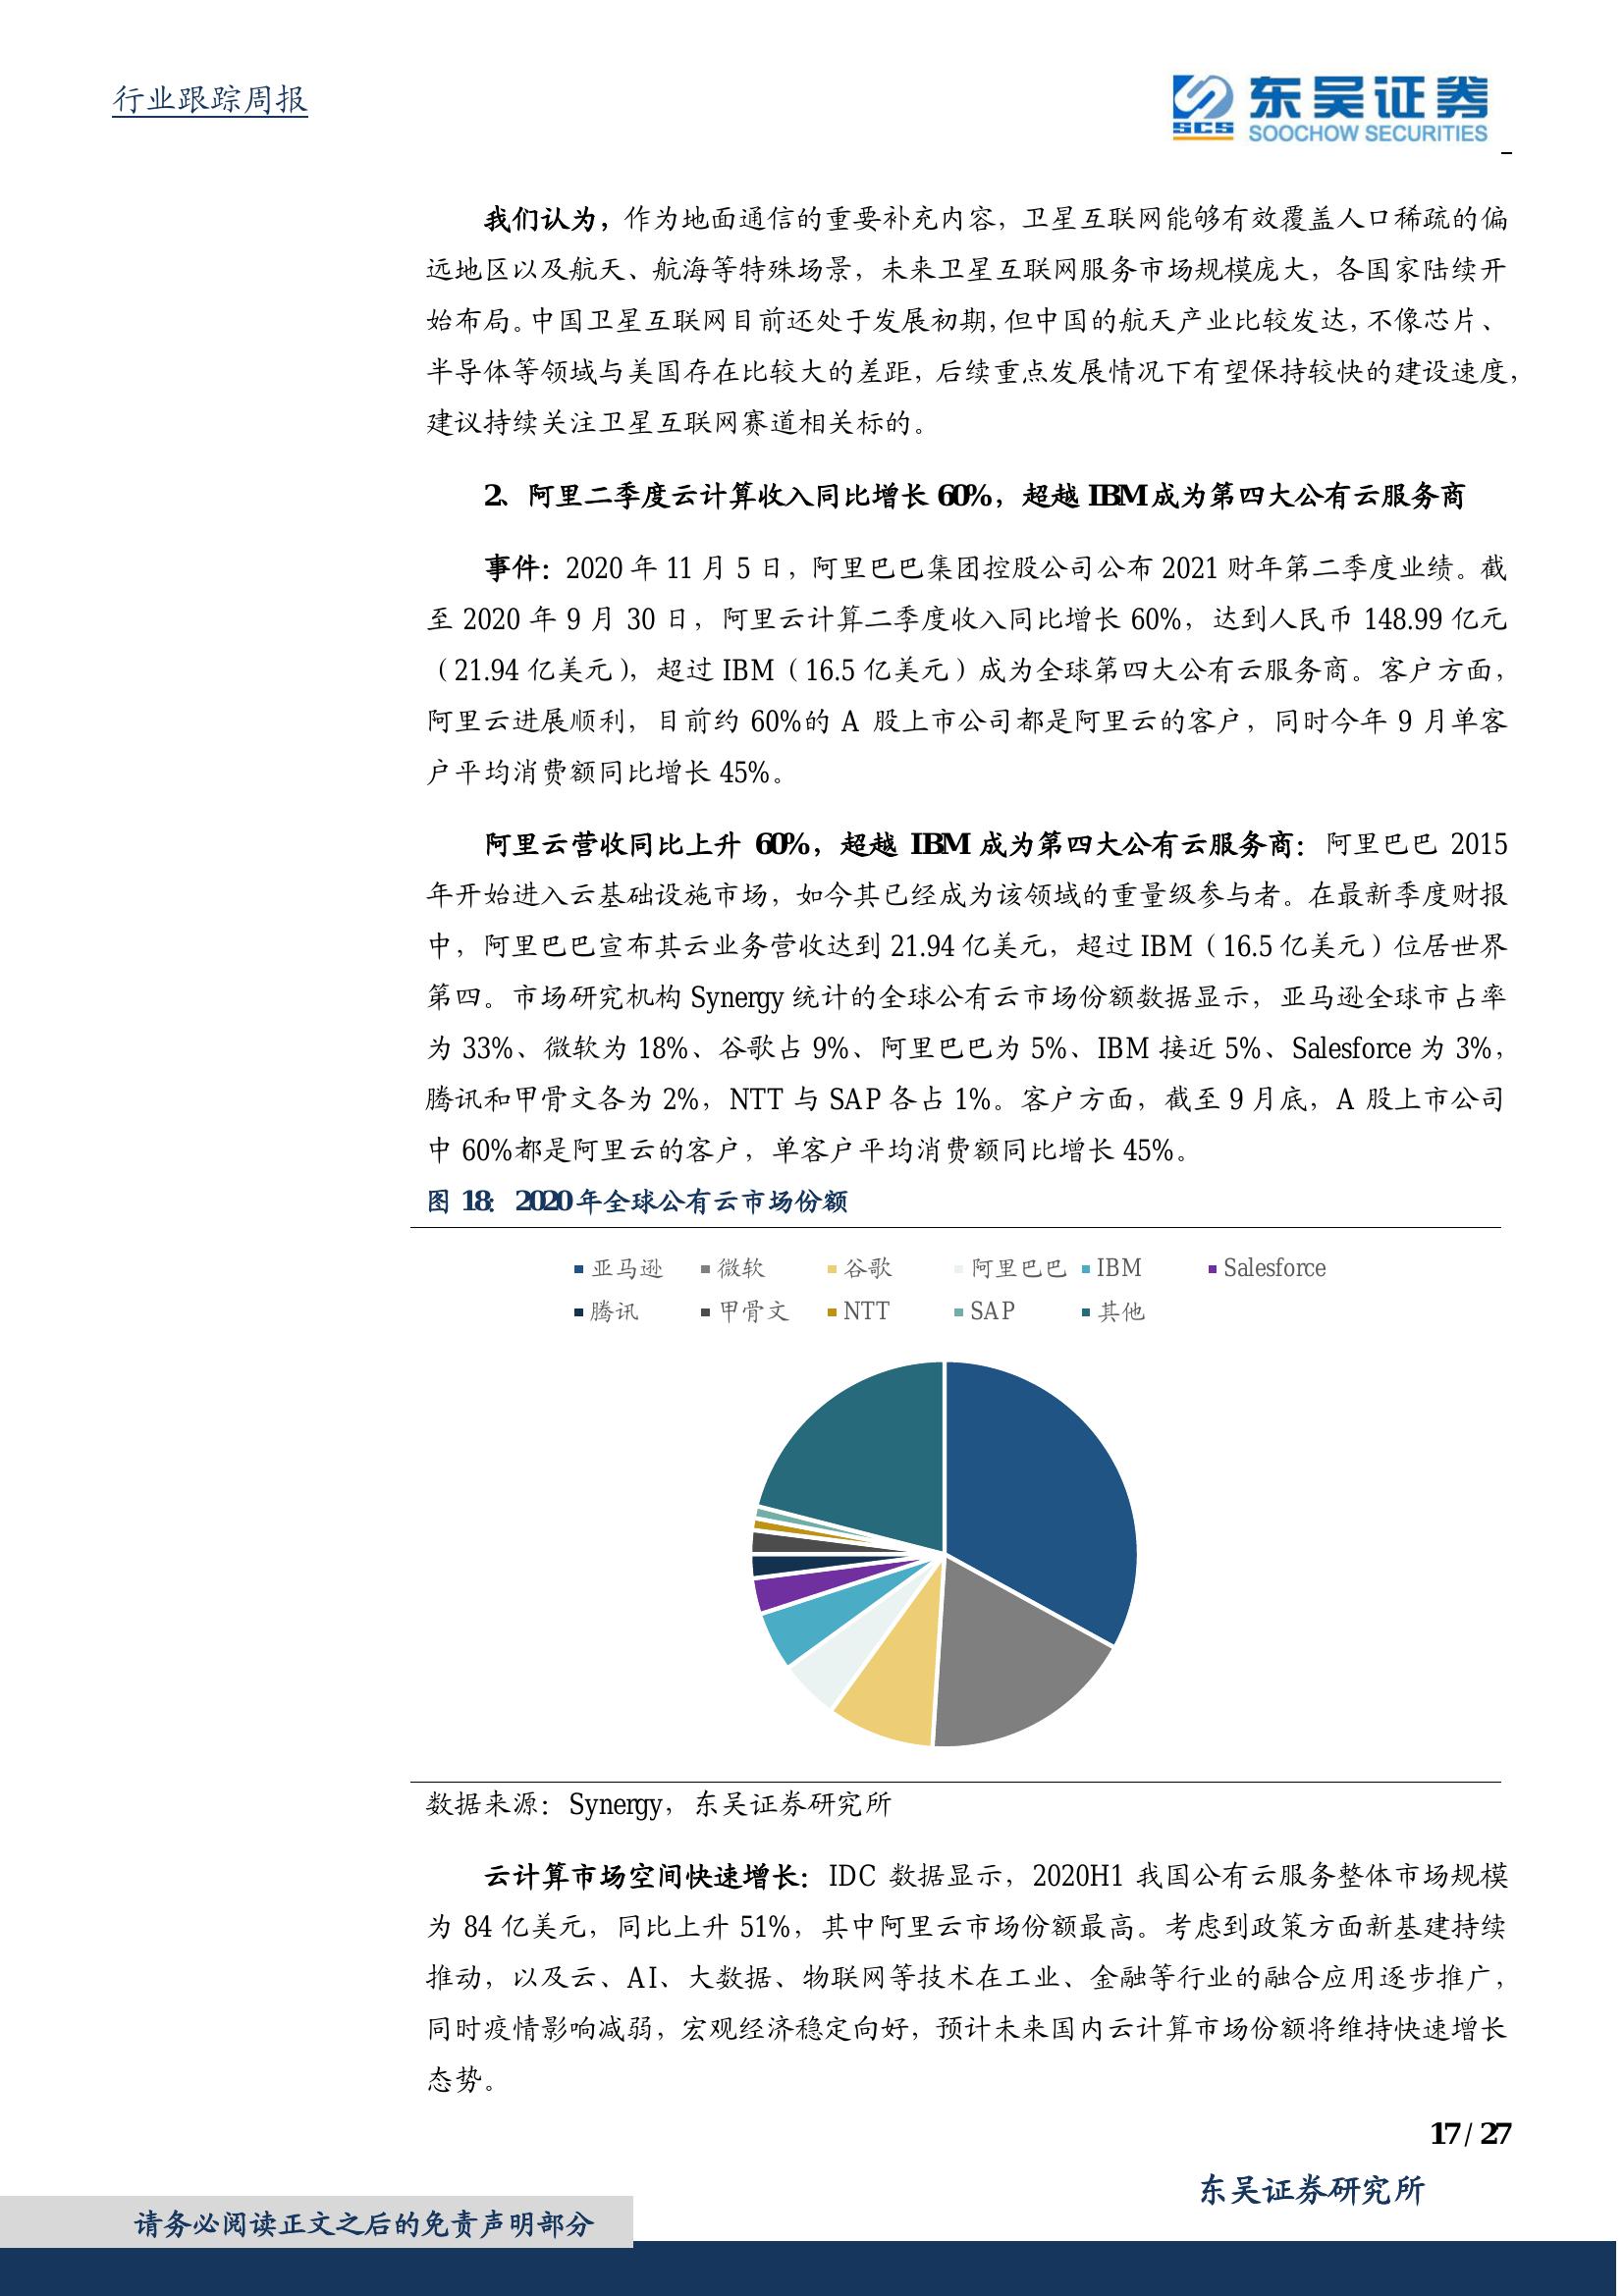 行业跟踪周报
SCS 东吴证券
SOOCHOW SECURITIES
我们认为，作为地面通信的重要补充内容，卫星互联网能够有效覆盖人口稀疏的偏
远地区以及航天、航海等特殊场景，未来卫星互联网服务市场规模庞大，各国家陆续开
始布局。中国卫星互联网目前还处于发展初期，但中国的航天产业比较发达，不像芯片、
半导体等领域与美国存在比较大的差距，后续重点发展情况下有望保持较快的建设速度，
建议持续关注卫星互联网赛道相关标的。
2、阿里二季度云计算收入同比增长 60%，超越 IBM 成为第四大公有云服务商
事件：2020 年 11 月 5 日，阿里巴巴集团控股公司公布 2021 财年第二季度业绩。截
至 2020 年 9 月 30 日，阿里云计算二季度收入同比增长 60%，达到人民币 148.99 亿元
（21.94 亿美元），超过 IBM（16.5 亿美元）成为全球第四大公有云服务商。客户方面，
阿里云进展顺利，目前约 60%的 A 股上市公司都是阿里云的客户，同时今年 9 月单客
户平均消费额同比增长 45%。
阿里云营收同比上升 60%，超越 IBM 成为第四大公有云服务商：阿里巴巴 2015
年开始进入云基础设施市场，如今其已经成为该领域的重量级参与者。在最新季度财报
中，阿里巴巴宣布其云业务营收达到 21.94 亿美元，超过 IBM（16.5 亿美元）位居世界
第四。市场研究机构 Synergy 统计的全球公有云市场份额数据显示，亚马逊全球市占率
为 33%、微软为 18%、谷歌占 9%、阿里巴巴为 5%、IBM 接近 5%、Salesforce 为 3%，
腾讯和甲骨文各为 2%，NTT 与 SAP 各占 1%。客户方面，截至 9 月底，A 股上市公司
中 60%都是阿里云的客户，单客户平均消费额同比增长 45%。
图 18：2020 年全球公有云市场份额
亚马逊 微软 谷歌 阿里巴巴 IBM Salesforce
腾讯 甲骨文 NTT SAP 其他
数据来源：Synergy，东吴证券研究所
云计算市场空间快速增长：IDC 数据显示，2020H1 我国公有云服务整体市场规模
为 84 亿美元，同比上升 51%，其中阿里云市场份额最高。考虑到政策方面新基建持续
推动，以及云、AI、大数据、物联网等技术在工业、金融等行业的融合应用逐步推广，
同时疫情影响减弱，宏观经济稳定向好，预计未来国内云计算市场份额将维持快速增长
态势。
17 / 27
东吴证券研究所
请务必阅读正文之后的免责声明部分